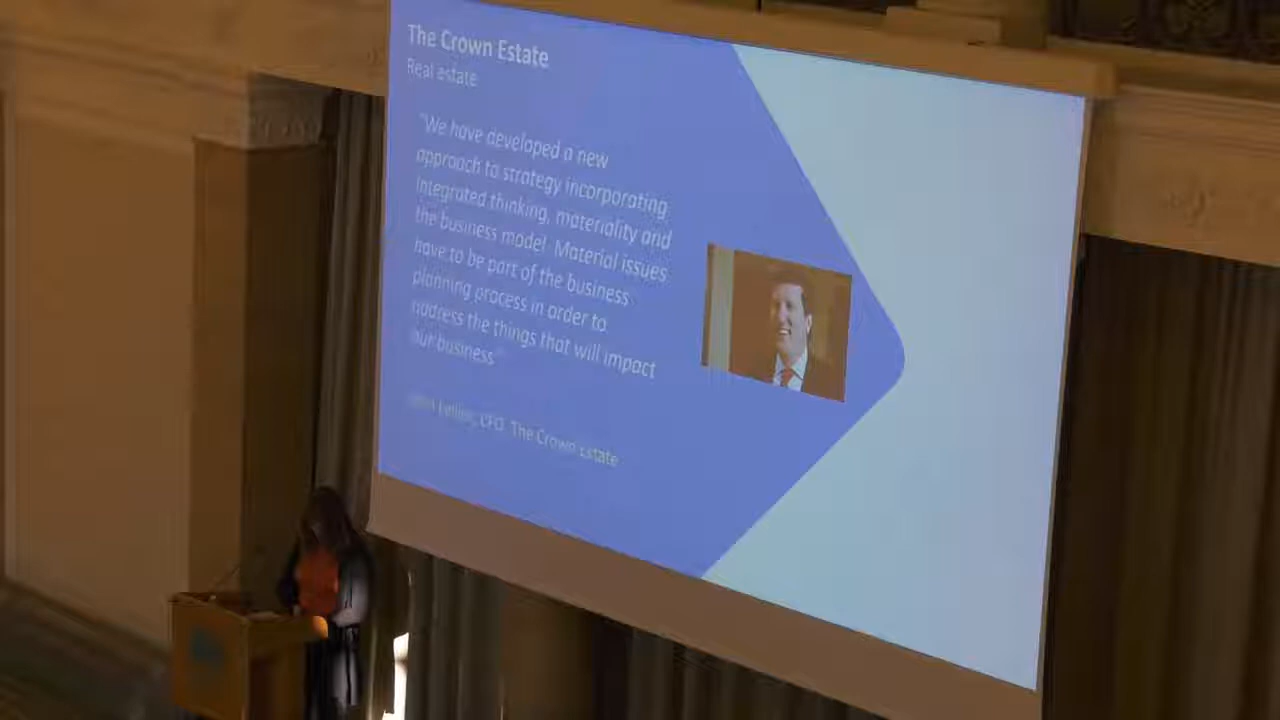 The Crown Estate
Real estate
"We have developed a new
approach to strategy incorporating
integrated thinking, materiality and
the business model. Material issues
have to be part of the business
planning process in order to
address the things that will impact
our business"
CFO, The Crown Estate